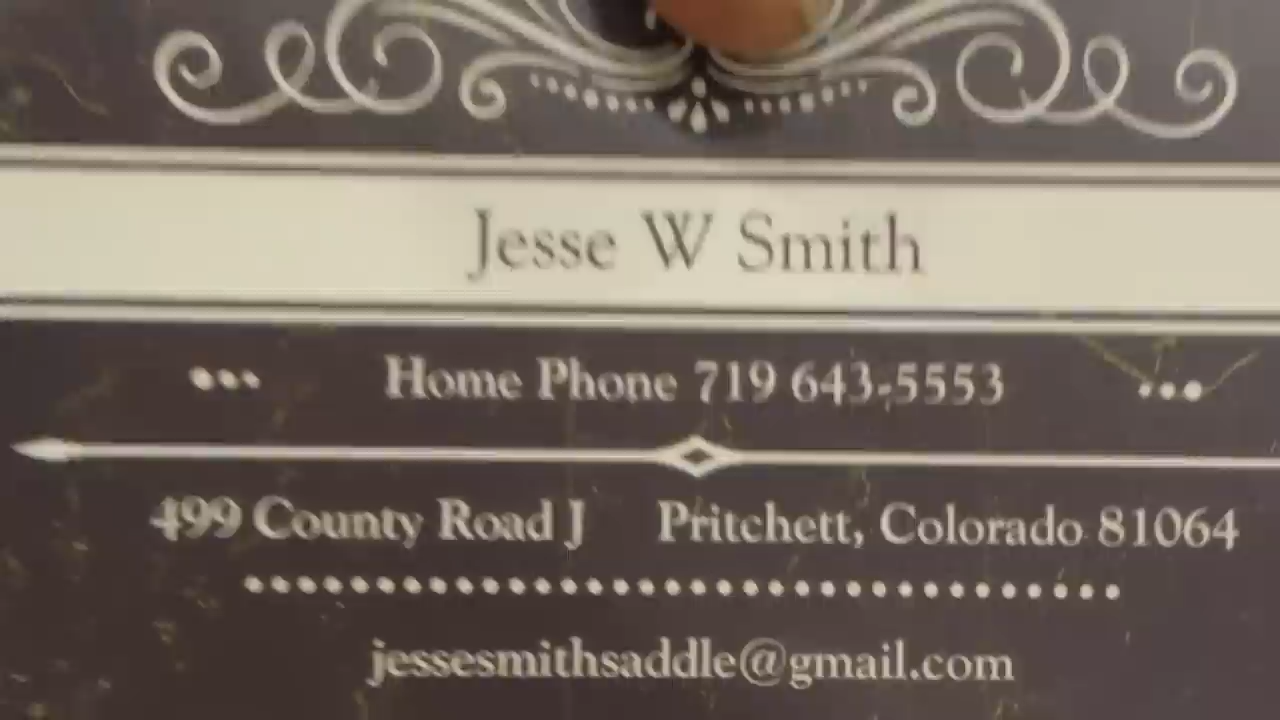 Jesse W Smith
Home Phone 719 643-5553
499 County Road J Pritchett, Colorado 81064
jessesmithsaddle@gmail.com